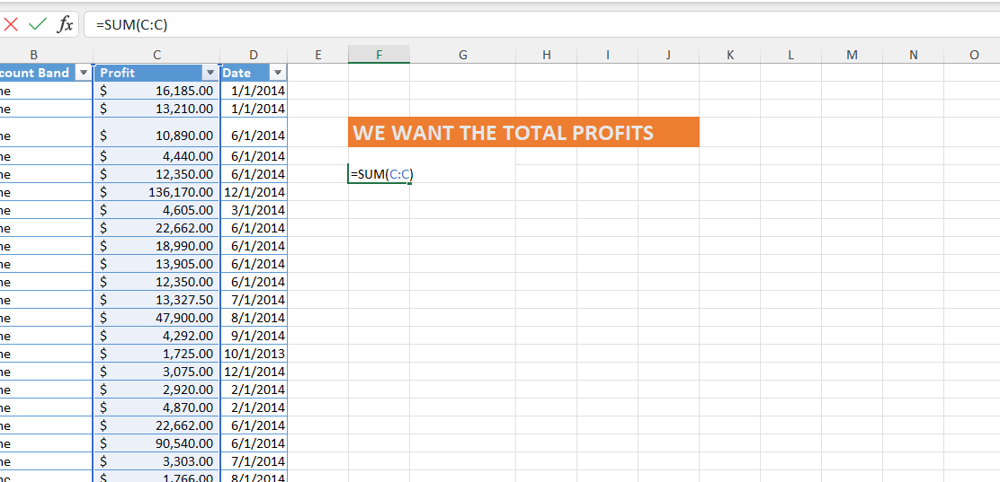 =SUM(C:C)
B C D E F G H I J K L M N O
count Band Profit Date
ne $ 16,185.00 1/1/2014
ne $ 13,210.00 1/1/2014
WE WANT THE TOTAL PROFITS
ne $ 10,890.00 6/1/2014
ne $ 4,440.00 6/1/2014
ne $ 12,350.00 6/1/2014 =SUM(C:C)
ne $ 136,170.00 12/1/2014
ne $ 4,605.00 3/1/2014
ne $ 22,662.00 6/1/2014
ne $ 18,990.00 6/1/2014
ne $ 13,905.00 6/1/2014
ne $ 12,350.00 6/1/2014
ne $ 13,327.50 7/1/2014
ne $ 47,900.00 8/1/2014
ne $ 4,292.00 9/1/2014
ne $ 1,725.00 10/1/2013
ne $ 3,075.00 12/1/2014
ne $ 2,920.00 2/1/2014
ne $ 4,870.00 2/1/2014
ne $ 22,662.00 6/1/2014
ne $ 90,540.00 6/1/2014
ne $ 3,303.00 7/1/2014
ne $ 1,766.00 8/1/2014